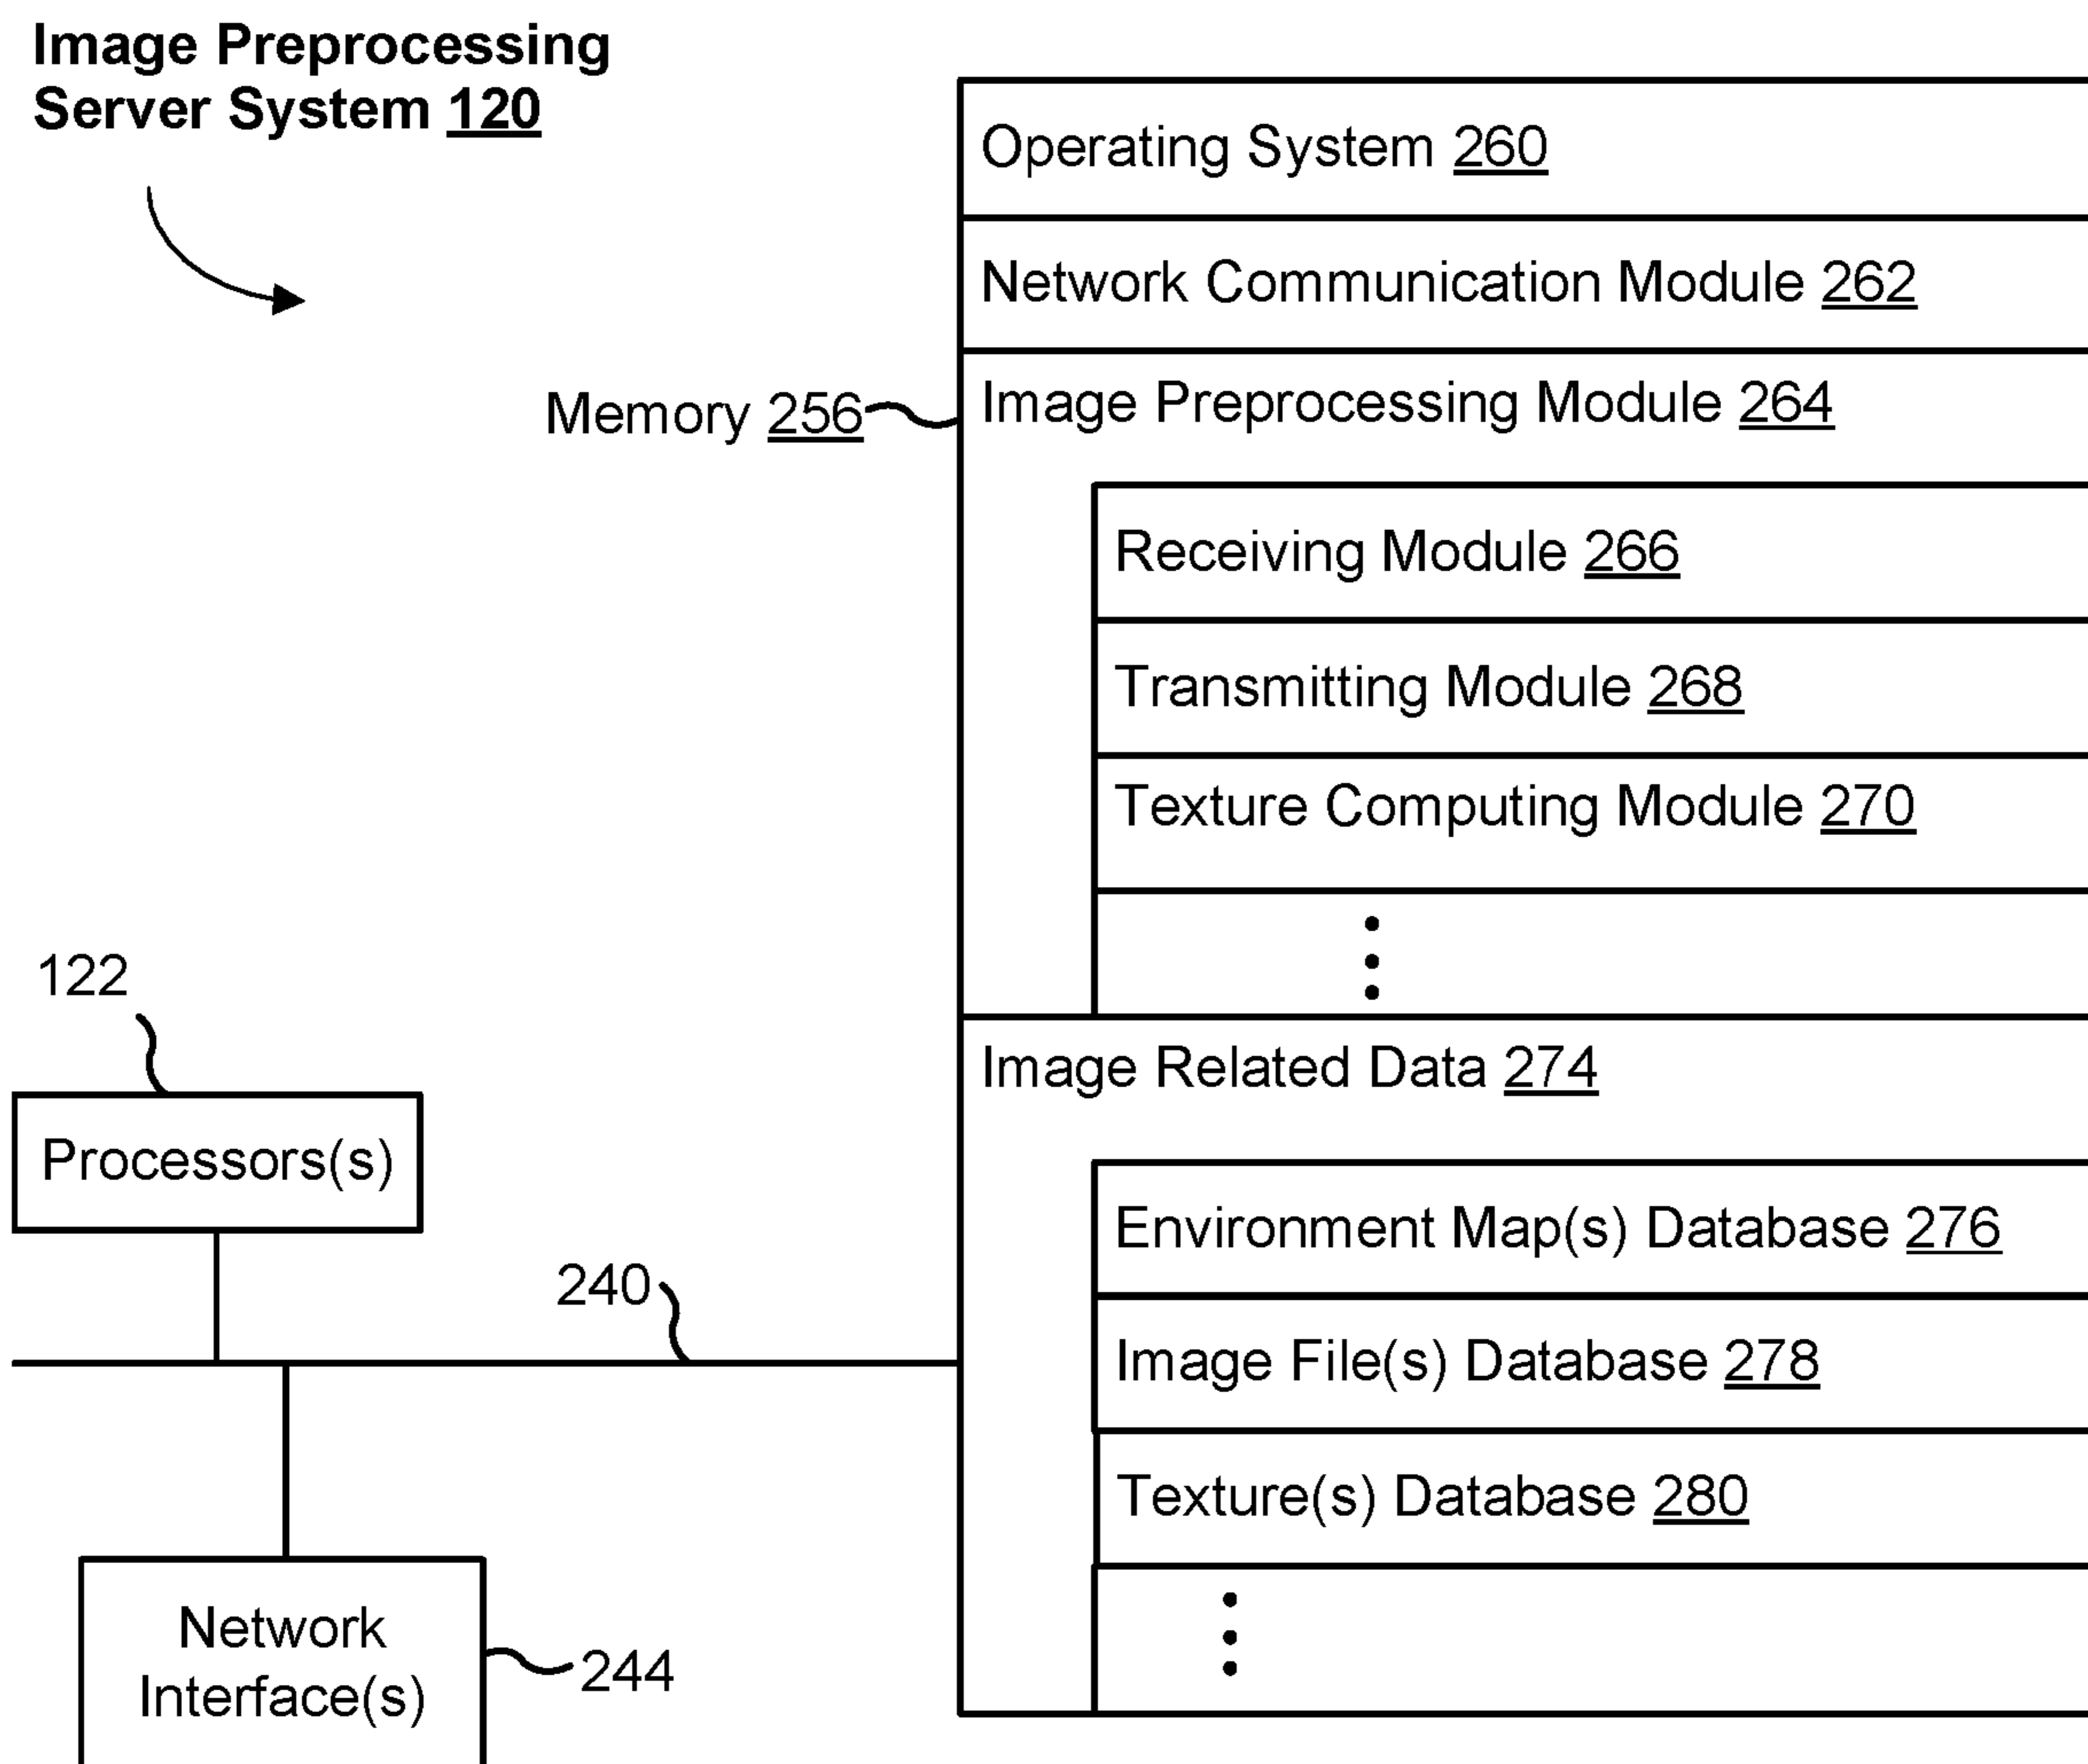 Image Preprocessing
Server System 120
Operating System 260
Network Communication Module 262
Memory 256
Image Preprocessing Module 264
Receiving Module 266
Transmitting Module 268
Texture Computing Module 270
122
Image Related Data 274
Processors(s)
Environment Map(s) Database 276
240
Image File(s) Database 278
Texture(s) Database 280
Network
Interface(s)
244